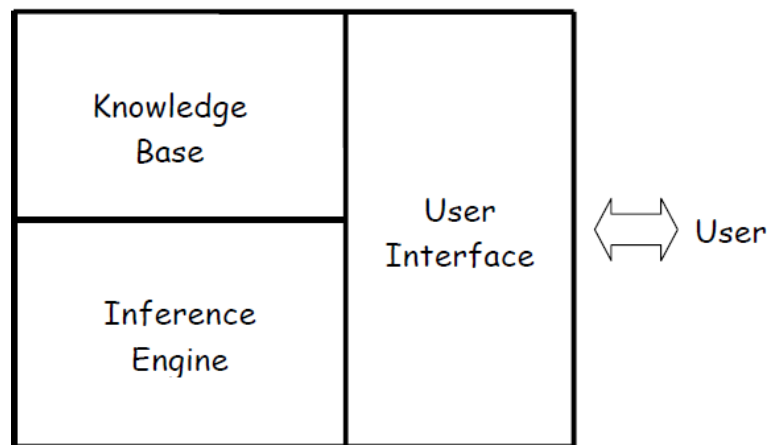 Knowledge
Base
Inference
Engine
User
Interface
User